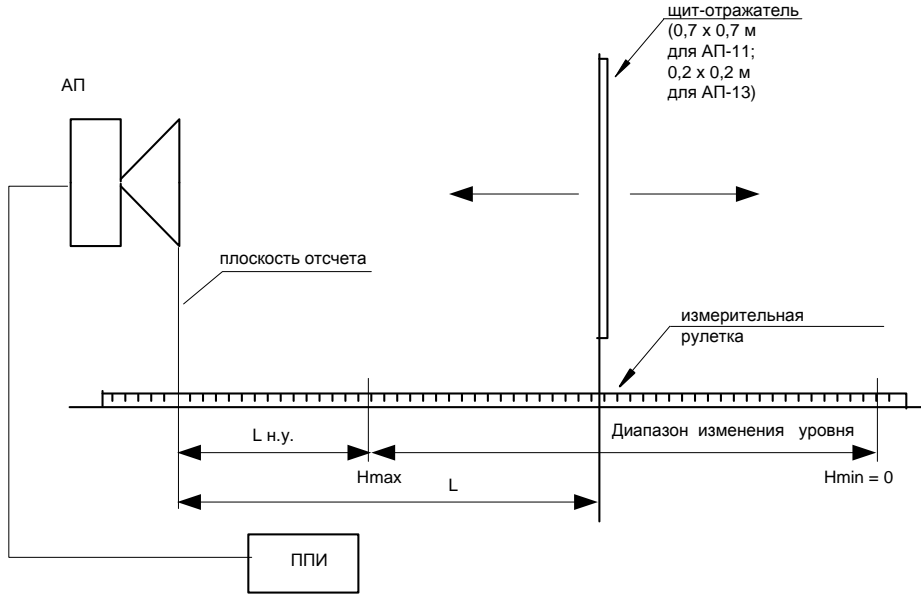 щит-отражатель
(0,7 x 0,7 м
для АП-11;
0,2 x 0,2 м
для АП-13)
АП
плоскость отсчета
измерительная
рулетка
L н.у.
Диапазон изменения уровня
Hmax
L
Hmin = 0
ППИ